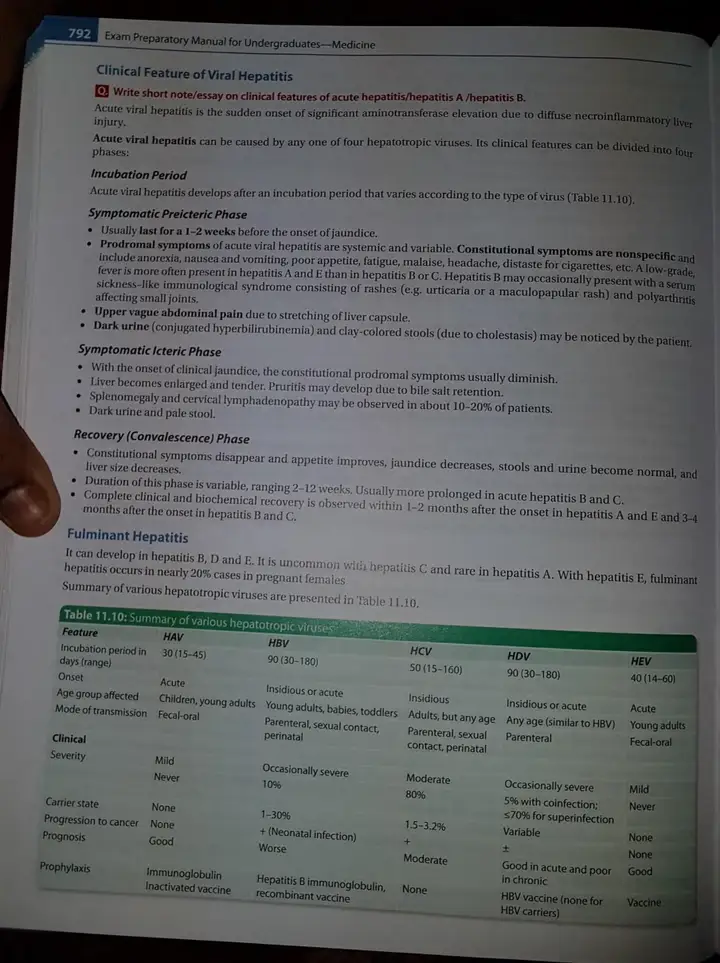 792 Exam Preparatory Manual for Undergraduates—Medicine
Clinical Feature of Viral Hepatitis
Q Write short note/essay on clinical features of acute hepatitis/hepatitis A /hepatitis B.
Acute viral hepatitis is the sudden onset of significant aminotransferase elevation due to diffuse necroinflammatory liver
injury.
Acute viral hepatitis can be caused by any one of four hepatotropic viruses. Its clinical features can be divided into four
phases:
Incubation Period
Acute viral hepatitis develops after an incubation period that varies according to the type of virus (Table 11.10).
Symptomatic Preicteric Phase
• Usually last for a 1–2 weeks before the onset of jaundice.
• Prodromal symptoms of acute viral hepatitis are systemic and variable. Constitutional symptoms are nonspecific and
include anorexia, nausea and vomiting, poor appetite, fatigue, malaise, headache, distaste for cigarettes, etc. A low-grade,
fever is more often present in hepatitis A and E than in hepatitis B or C. Hepatitis B may occasionally present with a serum
sickness-like immunological syndrome consisting of rashes (e.g. urticaria or a maculopapular rash) and polyarthritis
affecting small joints.
• Upper vague abdominal pain due to stretching of liver capsule.
• Dark urine (conjugated hyperbilirubinemia) and clay-colored stools (due to cholestasis) may be noticed by the patient.
Symptomatic Icteric Phase
• With the onset of clinical jaundice, the constitutional prodromal symptoms usually diminish.
• Liver becomes enlarged and tender. Pruritis may develop due to bile salt retention.
• Splenomegaly and cervical lymphadenopathy may be observed in about 10–20% of patients.
• Dark urine and pale stool.
Recovery (Convalescence) Phase
• Constitutional symptoms disappear and appetite improves, jaundice decreases, stools and urine become normal, and
liver size decreases.
• Duration of this phase is variable, ranging 2–12 weeks. Usually more prolonged in acute hepatitis B and C.
• Complete clinical and biochemical recovery is observed within 1–2 months after the onset in hepatitis A and E and 3–4
months after the onset in hepatitis B and C.
Fulminant Hepatitis
It can develop in hepatitis B, D and E. It is uncommon with hepatitis C and rare in hepatitis A. With hepatitis E, fulminant
hepatitis occurs in nearly 20% cases in pregnant females
Summary of various hepatotropic viruses are presented in Table 11.10.
Table 11.10: Summary of various hepatotropic viruses
Feature HAV HBV HCV HDV HEV
Incubation period in 30 (15–45) 90 (30–180) 50 (15–160) 90 (30–180) 40 (14–60)
days (range)
Onset Acute Insidious or acute Insidious Insidious or acute Acute
Age group affected Children, young adults Young adults, babies, toddlers Adults, but any age Any age (similar to HBV) Young adults
Mode of transmission Fecal-oral Parenteral, sexual contact, Parenteral, sexual Parenteral Fecal-oral
perinatal contact, perinatal
Clinical
Severity Mild Occasionally severe Moderate Occasionally severe Mild
Never 10% 80% 5% with coinfection; Never
≤70% for superinfection
Carrier state None 1–30% 1.5–3.2% Variable None
Progression to cancer None + (Neonatal infection) + ± None
Prognosis Good Worse Moderate Good in acute and poor Good
in chronic
Prophylaxis Immunoglobulin Hepatitis B immunoglobulin, None HBV vaccine (none for Vaccine
Inactivated vaccine recombinant vaccine HBV carriers)